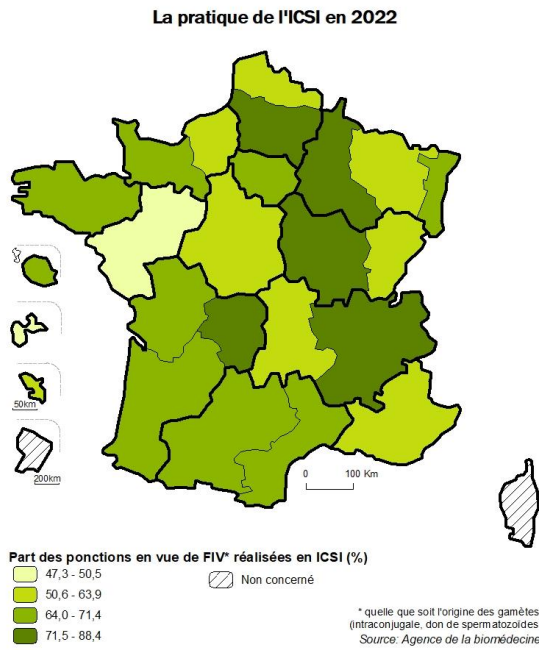 La pratique de l'ICSI en 2022
50km
200km
0 100 Km
Part des ponctions en vue de FIV* réalisées en ICSI (%)
47,3 - 50,5
50,6 - 63,9
64,0 - 71,4
71,5 - 88,4
Non concerné
* quelle que soit l'origine des gamètes
(intraconjugale, don de spermatozoïdes
Source: Agence de la biomédecine